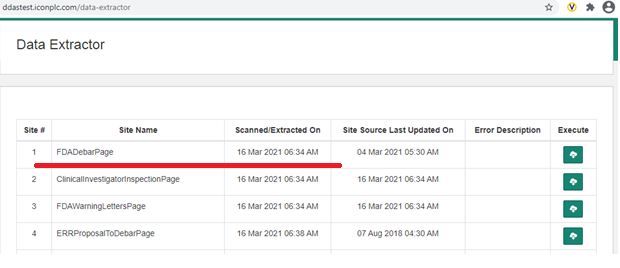 ddastest.iconplc.com/data-extractor
Data Extractor
Site # Site Name Scanned/Extracted On Site Source Last Updated On Error Description Execute
1 FDADebarPage 16 Mar 2021 06:34 AM 04 Mar 2021 05:30 AM
2 ClinicalInvestigatorInspectionPage 16 Mar 2021 06:34 AM 16 Mar 2021 06:34 AM
3 FDAWarningLettersPage 16 Mar 2021 06:34 AM 16 Mar 2021 06:34 AM
4 ERRProposalToDebarPage 16 Mar 2021 06:38 AM 07 Aug 2018 04:30 AM